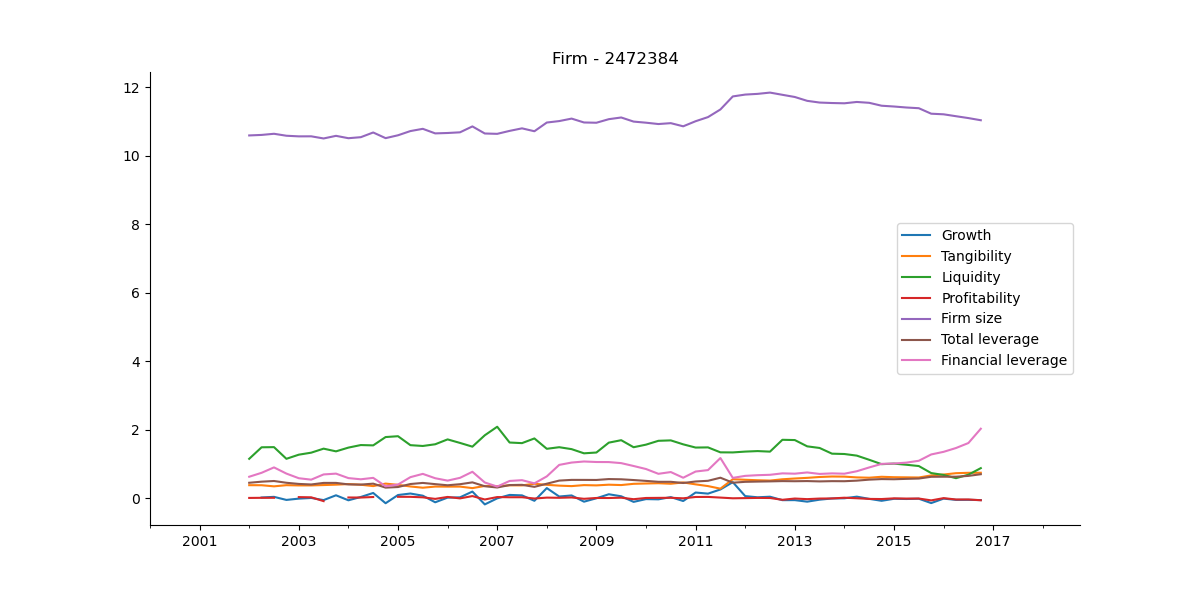 Firm - 2472384
12
10
8
6
4
2
0
Growth
Tangibility
Liquidity
Profitability
Firm size
Total leverage
Financial leverage
2001 2003 2005 2007 2009 2011 2013 2015 2017